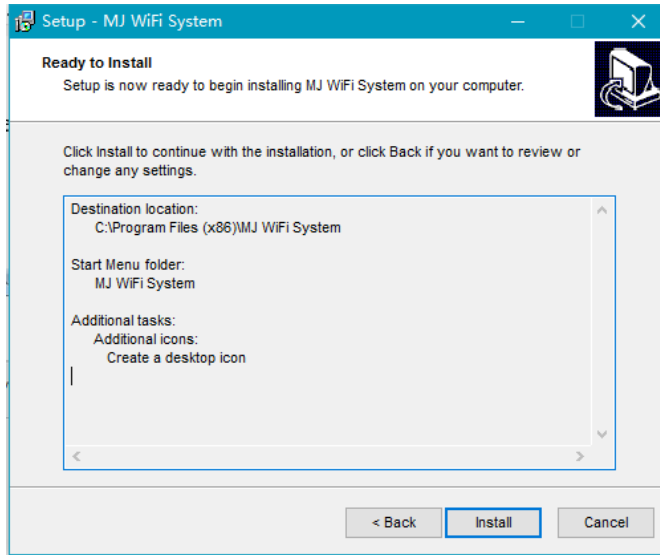 Setup - MJ WiFi System
Ready to Install
Setup is now ready to begin installing MJ WiFi System on your computer.
Click Install to continue with the installation, or click Back if you want to review or
change any settings.
Destination location:
C:\Program Files (x86)\MJ WiFi System
Start Menu folder:
MJ WiFi System
Additional tasks:
Additional icons:
Create a desktop icon
< Back
Install
Cancel